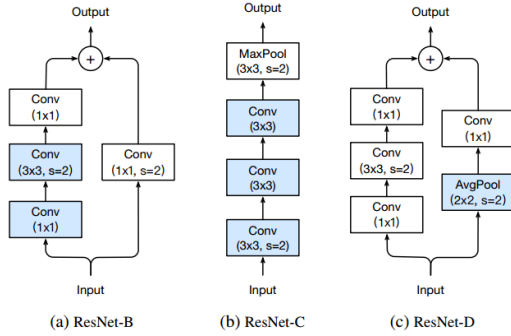 Output
+
Conv
(1x1)
Conv
(3x3, s=2)
Conv
(1x1)
Conv
(1x1, s=2)
Input
(a) ResNet-B
Output
MaxPool
(3x3, s=2)
Conv
(3x3)
Conv
(3x3)
Conv
(3x3, s=2)
Input
(b) ResNet-C
Output
+
Conv
(1x1)
Conv
(3x3, s=2)
Conv
(1x1)
Conv
(1x1)
AvgPool
(2x2, s=2)
Input
(c) ResNet-D